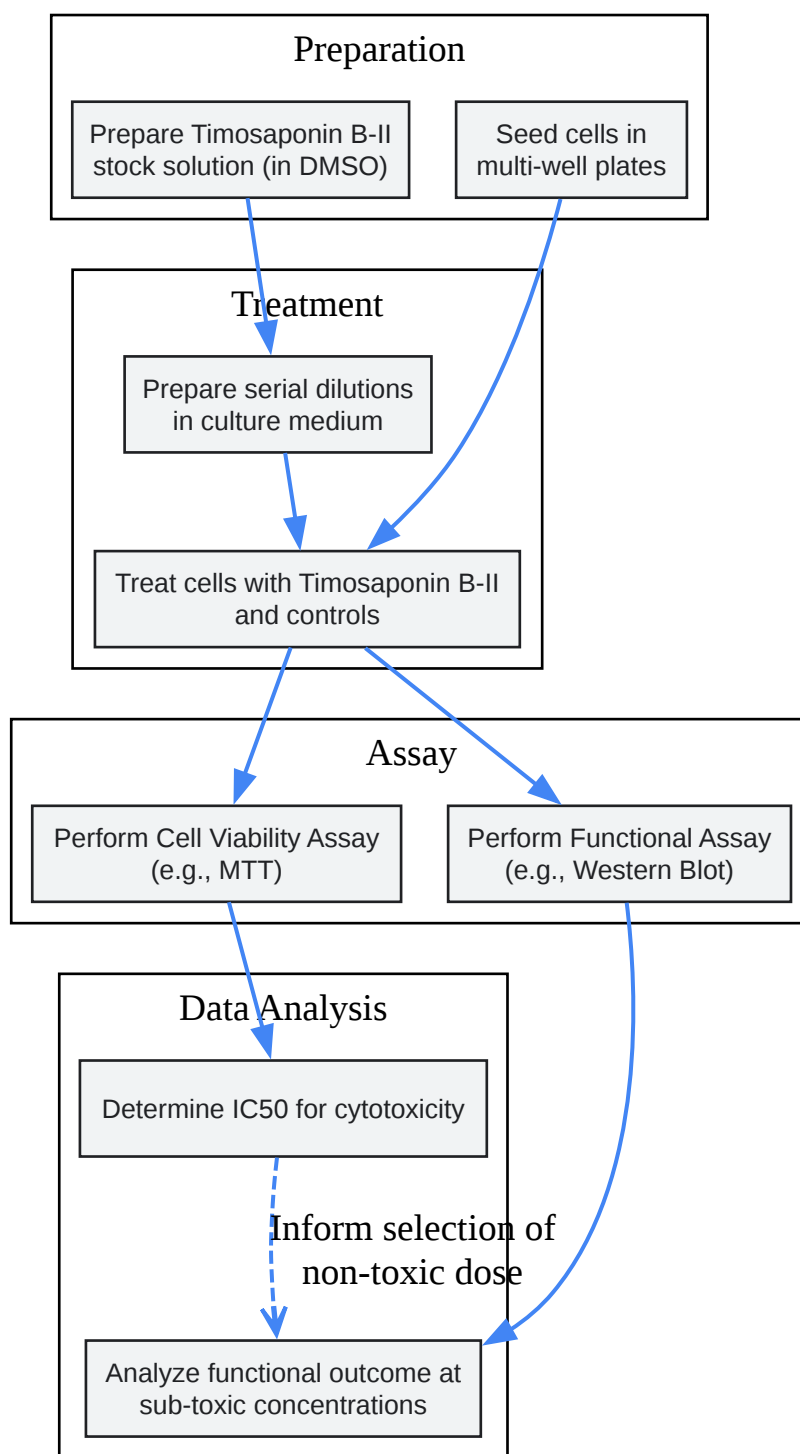 Preparation
Prepare Timosaponin B-II
stock solution (in DMSO)
Seed cells in
multi-well plates
Treatment
Prepare serial dilutions
in culture medium
Treat cells with Timosaponin B-II
and controls
Assay
Perform Cell Viability Assay
(e.g., MTT)
Perform Functional Assay
(e.g., Western Blot)
Data Analysis
Determine IC50 for cytotoxicity
Inform selection of
non-toxic dose
Analyze functional outcome at
sub-toxic concentrations